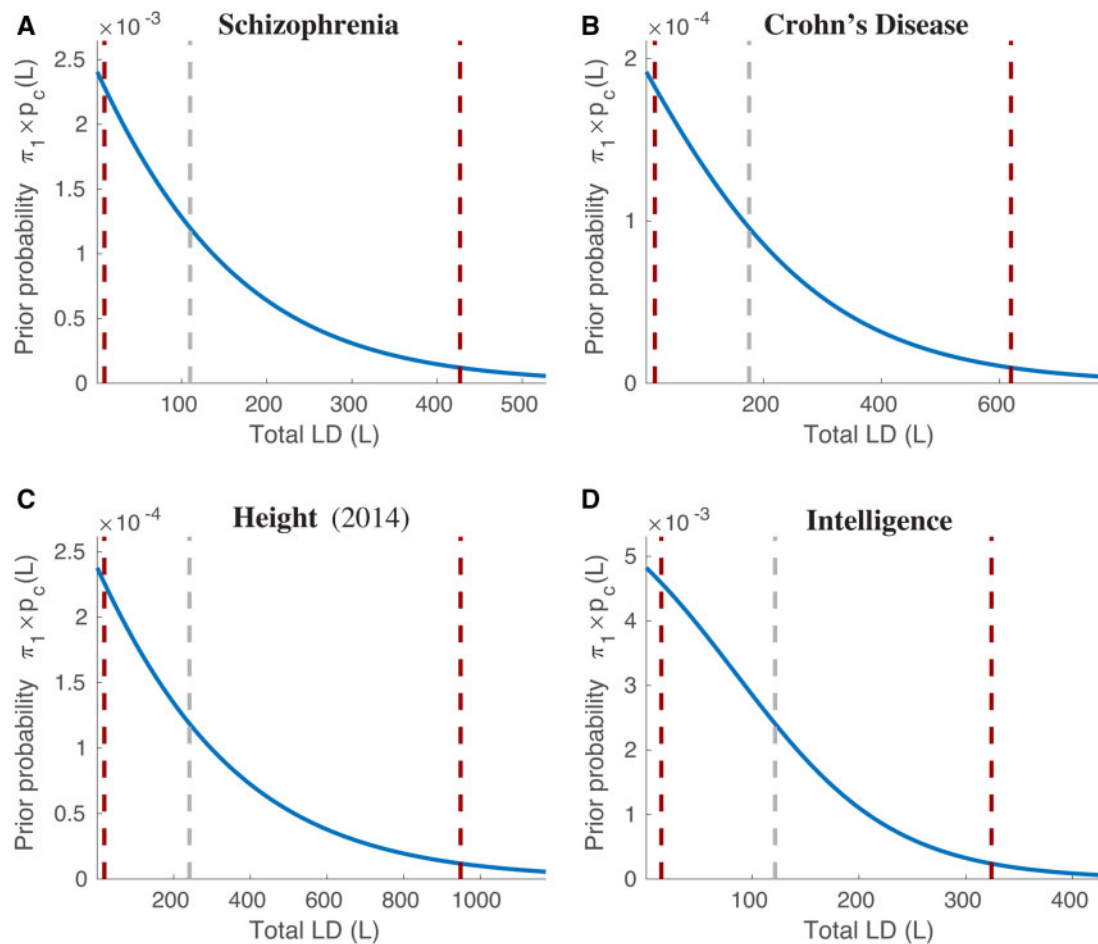 A
Schizophrenia
×10⁻³
2.5
2
1.5
1
0.5
0
100 200 300 400 500
Total LD (L)
Prior probability π₁ × p_c(L)
B
Crohn's Disease
×10⁻⁴
2
1
0
200 400 600
Total LD (L)
Prior probability π₁ × p_c(L)
C
Height (2014)
×10⁻⁴
2.5
2
1.5
1
0.5
0
200 400 600 800 1000
Total LD (L)
Prior probability π₁ × p_c(L)
D
Intelligence
×10⁻³
5
4
3
2
1
0
100 200 300 400
Total LD (L)
Prior probability π₁ × p_c(L)